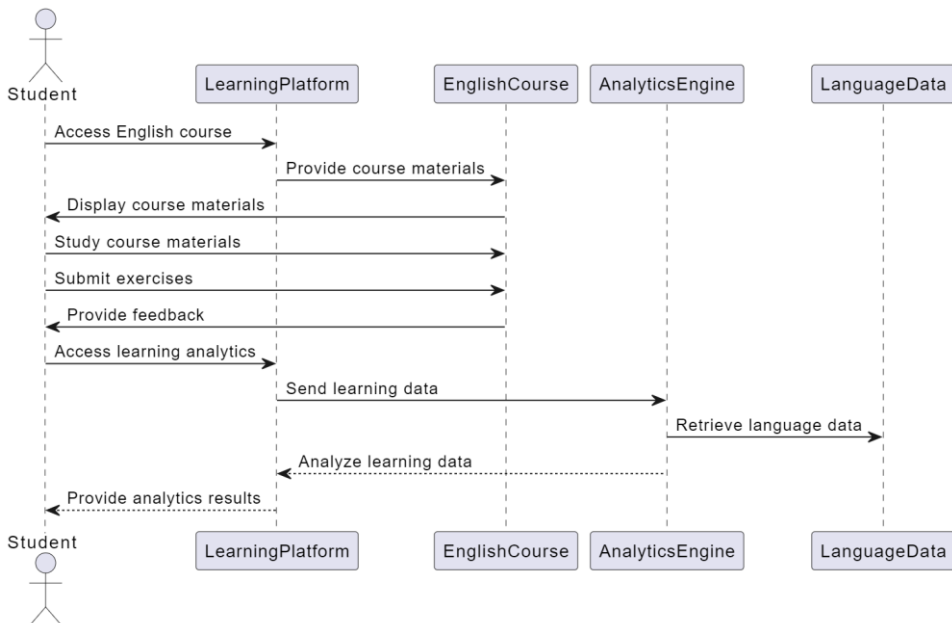 Student
LearningPlatform
EnglishCourse
AnalyticsEngine
LanguageData
Access English course
Provide course materials
Display course materials
Study course materials
Submit exercises
Provide feedback
Access learning analytics
Send learning data
Retrieve language data
Analyze learning data
Provide analytics results
Student
LearningPlatform
EnglishCourse
AnalyticsEngine
LanguageData